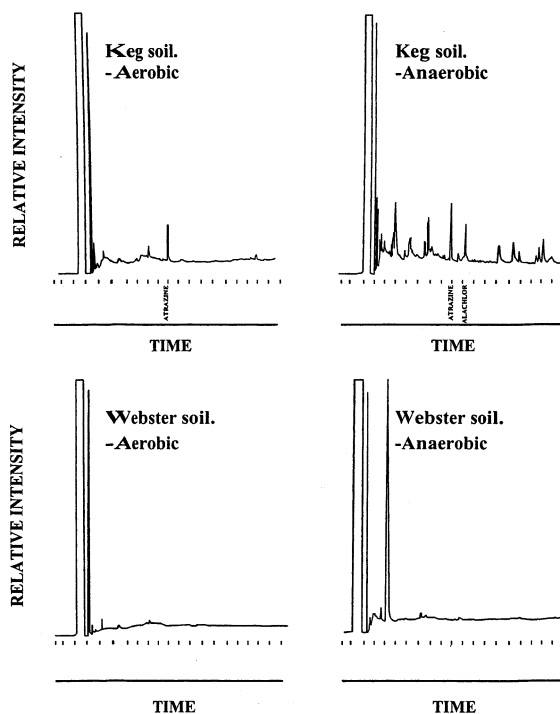 RELATIVE INTENSITY
Keg soil.
-Aerobic
ATRAZINE
TIME
Keg soil.
-Anaerobic
ATRAZINE
ALACHLOR
TIME
RELATIVE INTENSITY
Webster soil.
-Aerobic
TIME
Webster soil.
-Anaerobic
TIME